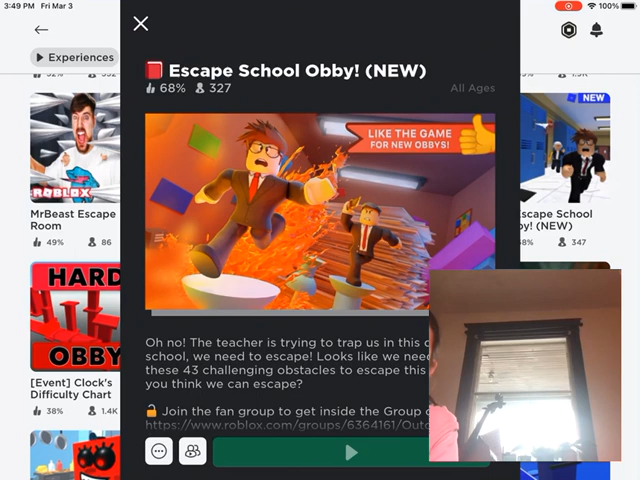 3:49 PM Fri Mar 3
100%
Experiences
📕 Escape School Obby! (NEW)
68% 327
All Ages
LIKE THE GAME
FOR NEW OBBYS!
Oh no! The teacher is trying to trap us in this
school, we need to escape! Looks like we
these 43 challenging obstacles to escape this
you think we can escape?
🔓 Join the fan group to get inside the Group
https://www.roblox.com/groups/6364161/
ROBLOX
MrBeast Escape
Room
49% 86
HARD
OBBY
[Event] Clock's
Difficulty Chart
38% 1.4K
NEW
scape School
by! (NEW)
68% 347